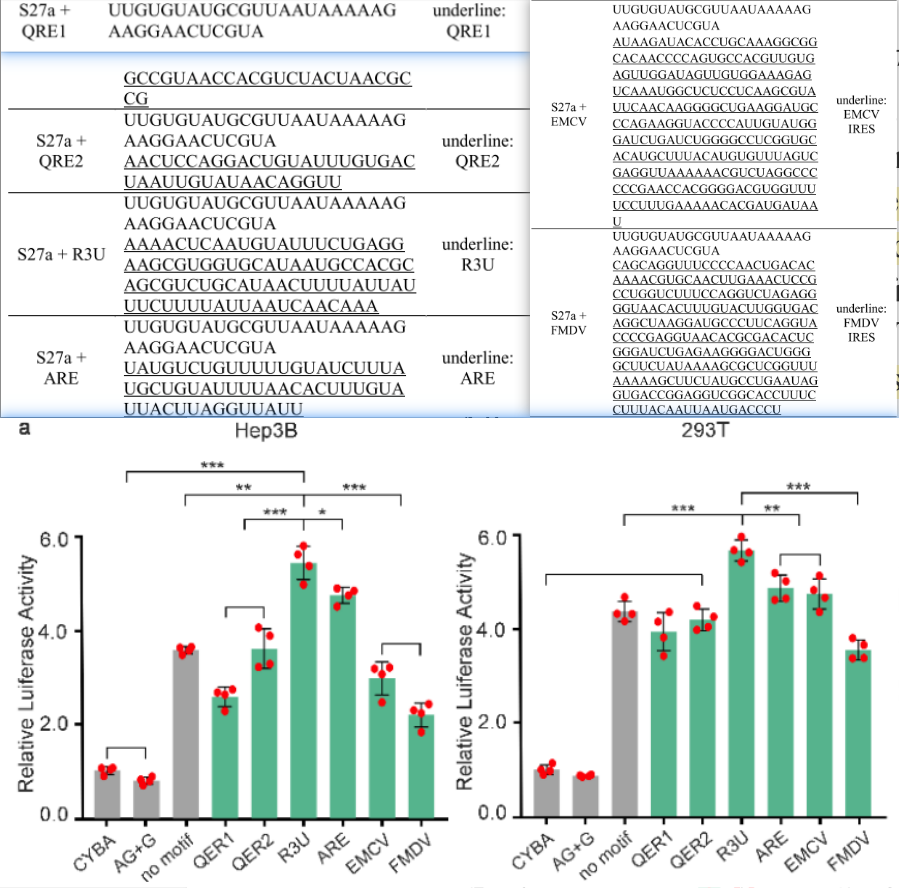 S27a +
QRE1
UUGUGUAUGCGUUAAUAAAAAG
AAGGAACUCGUA
underline:
QRE1
GCCGUAACCACGUCUACUAACGC
CG
S27a +
QRE2
UUGUGUAUGCGUUAAUAAAAAG
AAGGAACUCGUA
AACUCCAGGACUGUAUUUGUGAC
UAAUUGUAUAACAGGUU
underline:
QRE2
S27a + R3U
UUGUGUAUGCGUUAAUAAAAAG
AAGGAACUCGUA
AAAACUCAAUGUAUUUCUGAGG
AAGCGUGGUGCAUAAUGCCACGC
AGCGUCUGCAUAACUUUUAUUAU
UUCUUUUAUUAAUCAACAAA
underline:
R3U
S27a +
ARE
UUGUGUAUGCGUUAAUAAAAAG
AAGGAACUCGUA
UAUGUCUGUUUUUGUAUCUUUA
UGCUGUAUUUUAACACUUUGUA
UUACUUAGGUUAUU
underline:
ARE
S27a +
EMCV
UUGUGUAUGCGUUAAUAAAAAG
AAGGAACUCGUA
AUAAGAUACACCUGCAAAGGCGG
CACAACCCCAGUGCCACGUUGUG
AGUUGGAUAGUUGUGGAAAGAG
UCAAAUGGCUCUCCUCAAGCGUA
UUCAACAAGGGGCUGAAGGAUGC
CCAGAAGGUACCCCAUUGUAUGG
GAUCUGAUCUGGGGCCUCGGUGC
ACAUGCUUUACAUGUGUUUAGUC
GAGGUUAAAAAACGUCUAGGCCC
CCCGAACCACGGGGACGUGGUUU
UCCUUUGAAAAACACGAUGAUAA
U
underline:
EMCV
IRES
S27a +
FMDV
UUGUGUAUGCGUUAAUAAAAAG
AAGGAACUCGUA
CAGCAGGUUUCCCCAACUGACAC
AAAACGUGCAACUUGAAACUCCG
CCUGGUCUUUCCAGGUCUAGAGG
GGUAACACUUUGUACUUGGUGAC
AGGCUAAGGAUGCCCUUCAGGUA
CCCCGAGGUAACACGCGACACUC
GGGAUCUGAGAAGGGGACUGGG
GCUUCUAUAAAAGCGCUCGGUUU
AAAAAGCUUCUAUGCCUGAAUAG
GUGACCGGAGGUCGGCACCUUUC
CUUUACAAUUAAUGACCCU
underline:
FMDV
IRES
a
Hep3B
***
**
***
***
*
Relative Luiferase Activity
6.0
4.0
2.0
0.0
CYBA
AG+G
no motif
QER1
QER2
R3U
ARE
EMCV
FMDV
293T
***
***
**
Relative Luiferase Activity
6.0
4.0
2.0
0.0
CYBA
AG+G
no motif
QER1
QER2
R3U
ARE
EMCV
FMDV